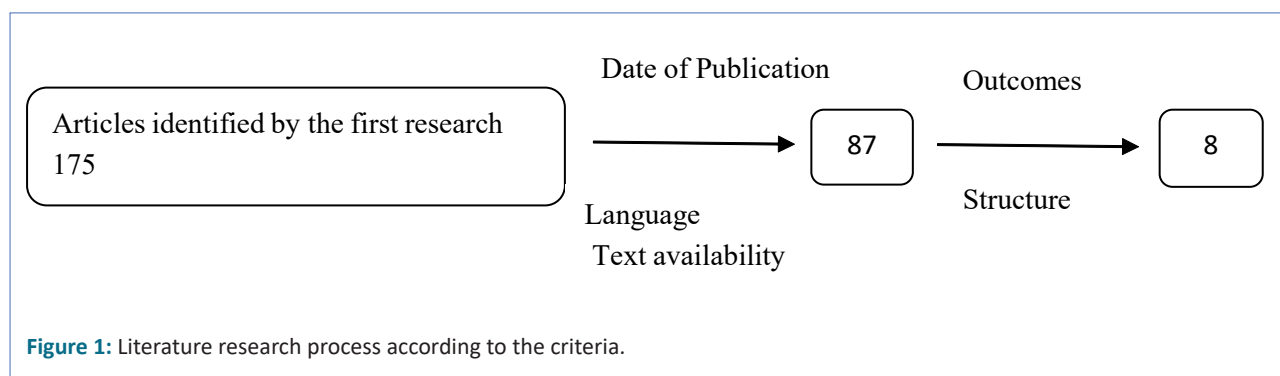 Articles identified by the first research
175
Date of Publication
Language
Text availability
87
Outcomes
Structure
8
Figure 1: Literature research process according to the criteria.